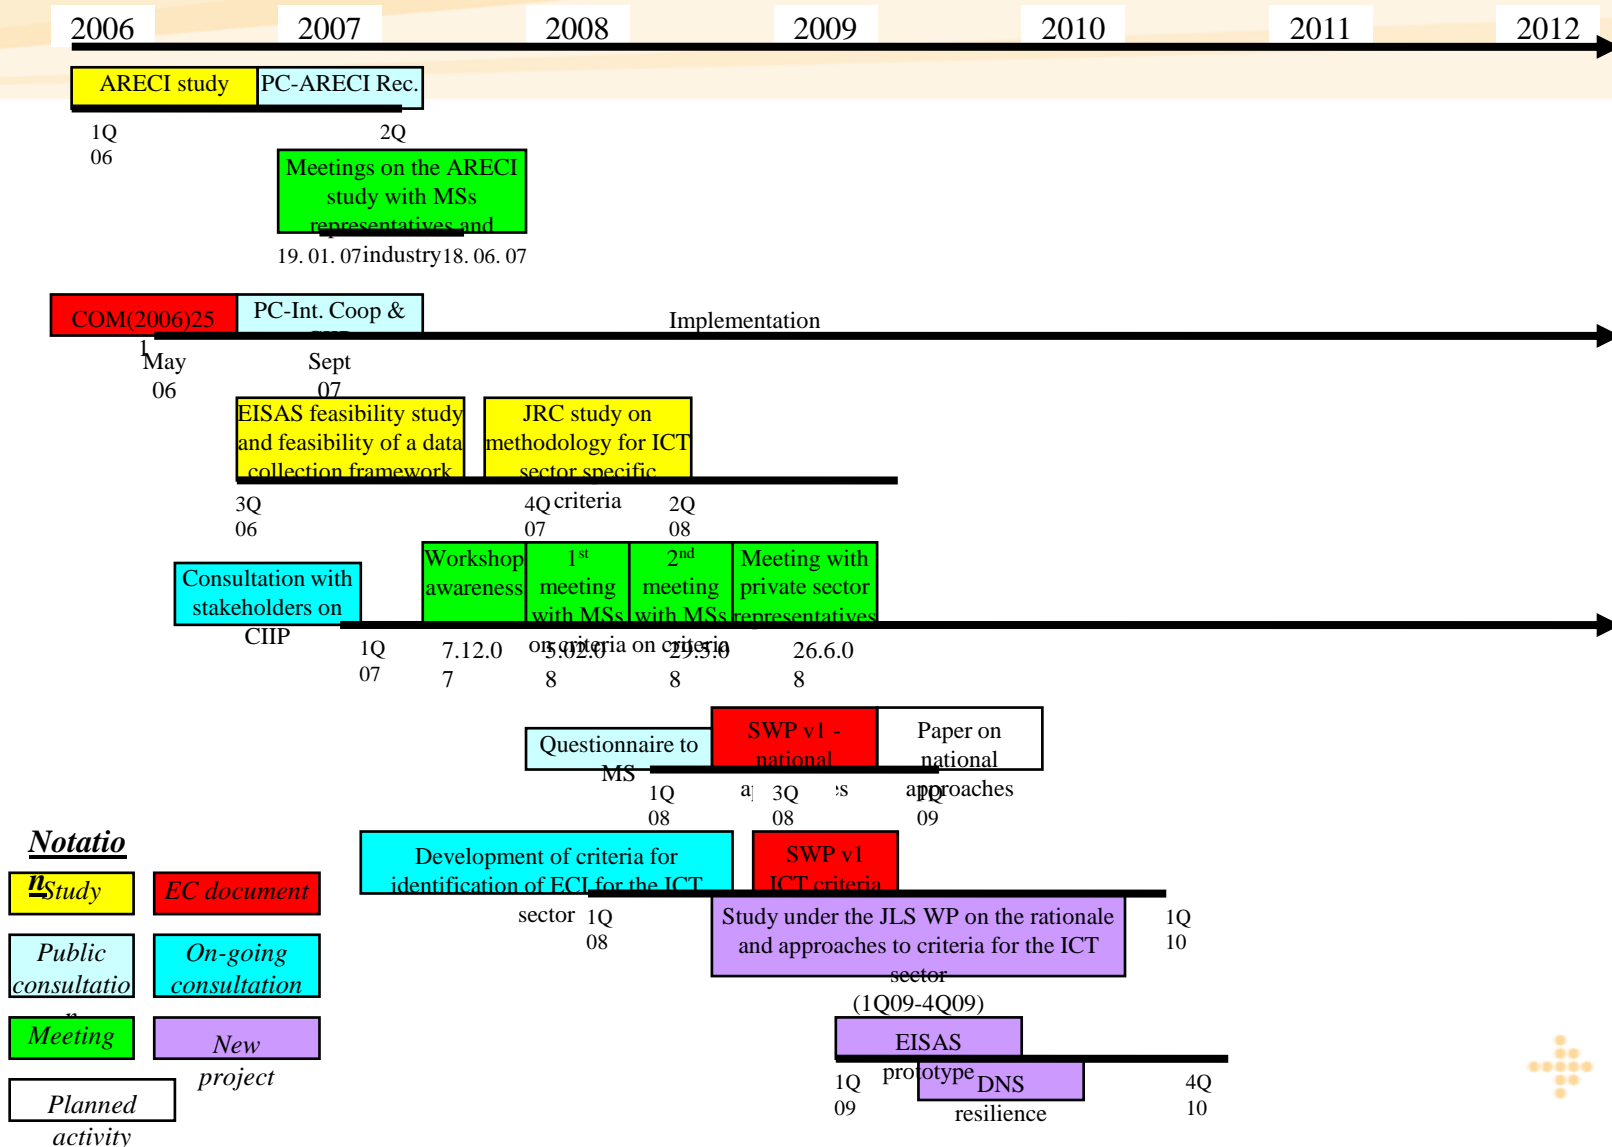 2006 2007 2008 2009 2010 2011 2012
ARECI study
PC-ARECI Rec.
1Q
06
2Q
Meetings on the ARECI
study with MSs
representatives and
industry
19. 01. 07
18. 06. 07
COM(2006)25
1
PC-Int. Coop &
Implementation
May
06
Sept
07
EISAS feasibility study
and feasibility of a data
collection framework
JRC study on
methodology for ICT
sector specific
criteria
3Q
06
4Q
07
2Q
08
Consultation with
stakeholders on
CIIP
Workshop
awareness
1st
meeting
with MSs
on criteria
2nd
meeting
with MSs
on criteria
Meeting with
private sector
representatives
1Q
07
7.12.0
7
5.02.0
8
29.5.0
8
26.6.0
8
Questionnaire to
MS
SWP v1 -
national
Paper on
national
approaches
1Q
08
3Q
08
1Q
09
Development of criteria for
identification of ECI for the ICT
sector
SWP v1
ICT criteria
1Q
08
1Q
10
Study under the JLS WP on the rationale
and approaches to criteria for the ICT
sector
(1Q09-4Q09)
EISAS
prototype
DNS
resilience
1Q
09
4Q
10
Notatio
n
Study
EC document
Public
consultatio
n
On-going
consultation
Meeting
New
project
Planned
activity